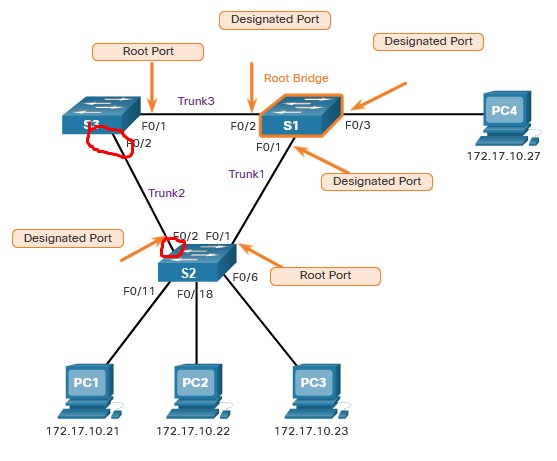 Designated Port
Root Port
Designated Port
Root Bridge
Trunk3
S3
F0/1
F0/2
S1
F0/3
PC4
F0/2
F0/1
172.17.10.27
Trunk1
Designated Port
Trunk2
Designated Port
F0/2
F0/1
S2
F0/6
Root Port
F0/11
F0/18
PC1
PC2
PC3
172.17.10.21
172.17.10.22
172.17.10.23